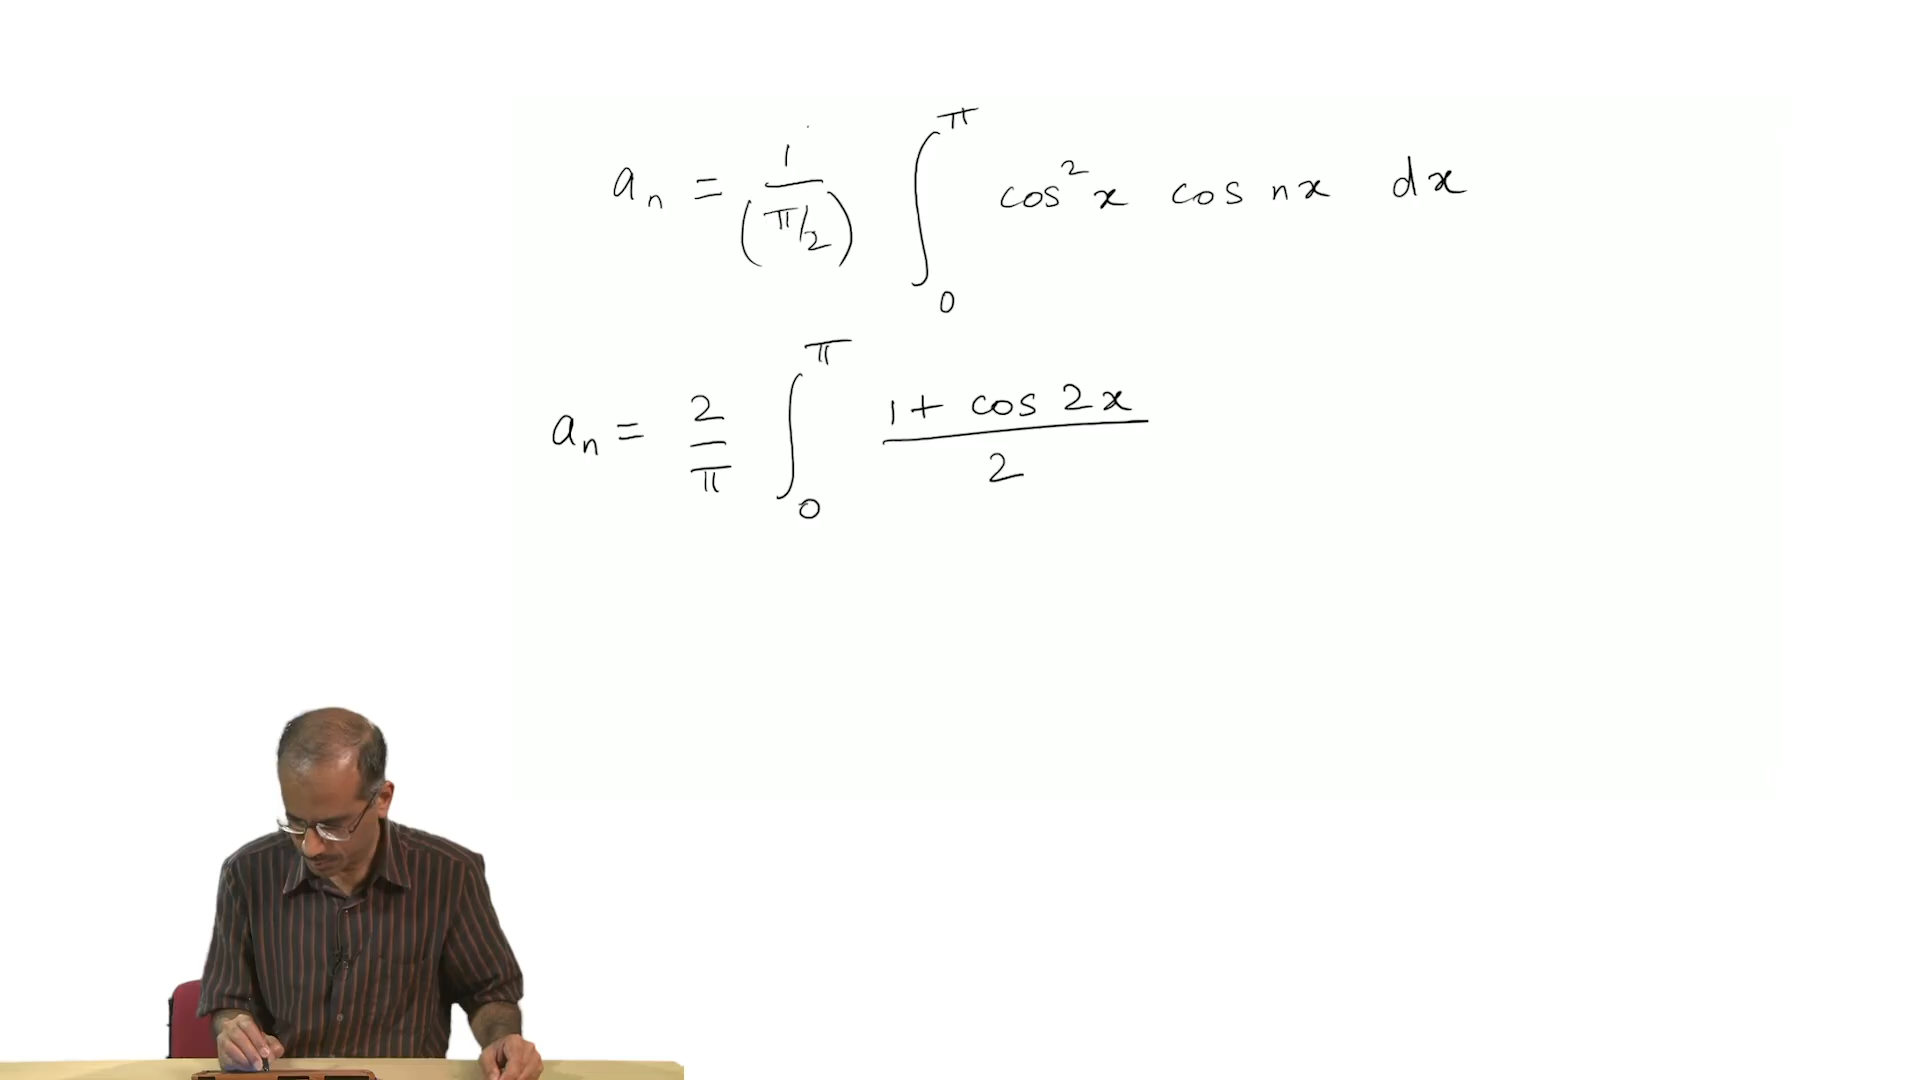 aₙ = 1/(π/2) ∫₀^π cos²x cos nx dx
aₙ = 2/π ∫₀^π (1 + cos 2x)/2